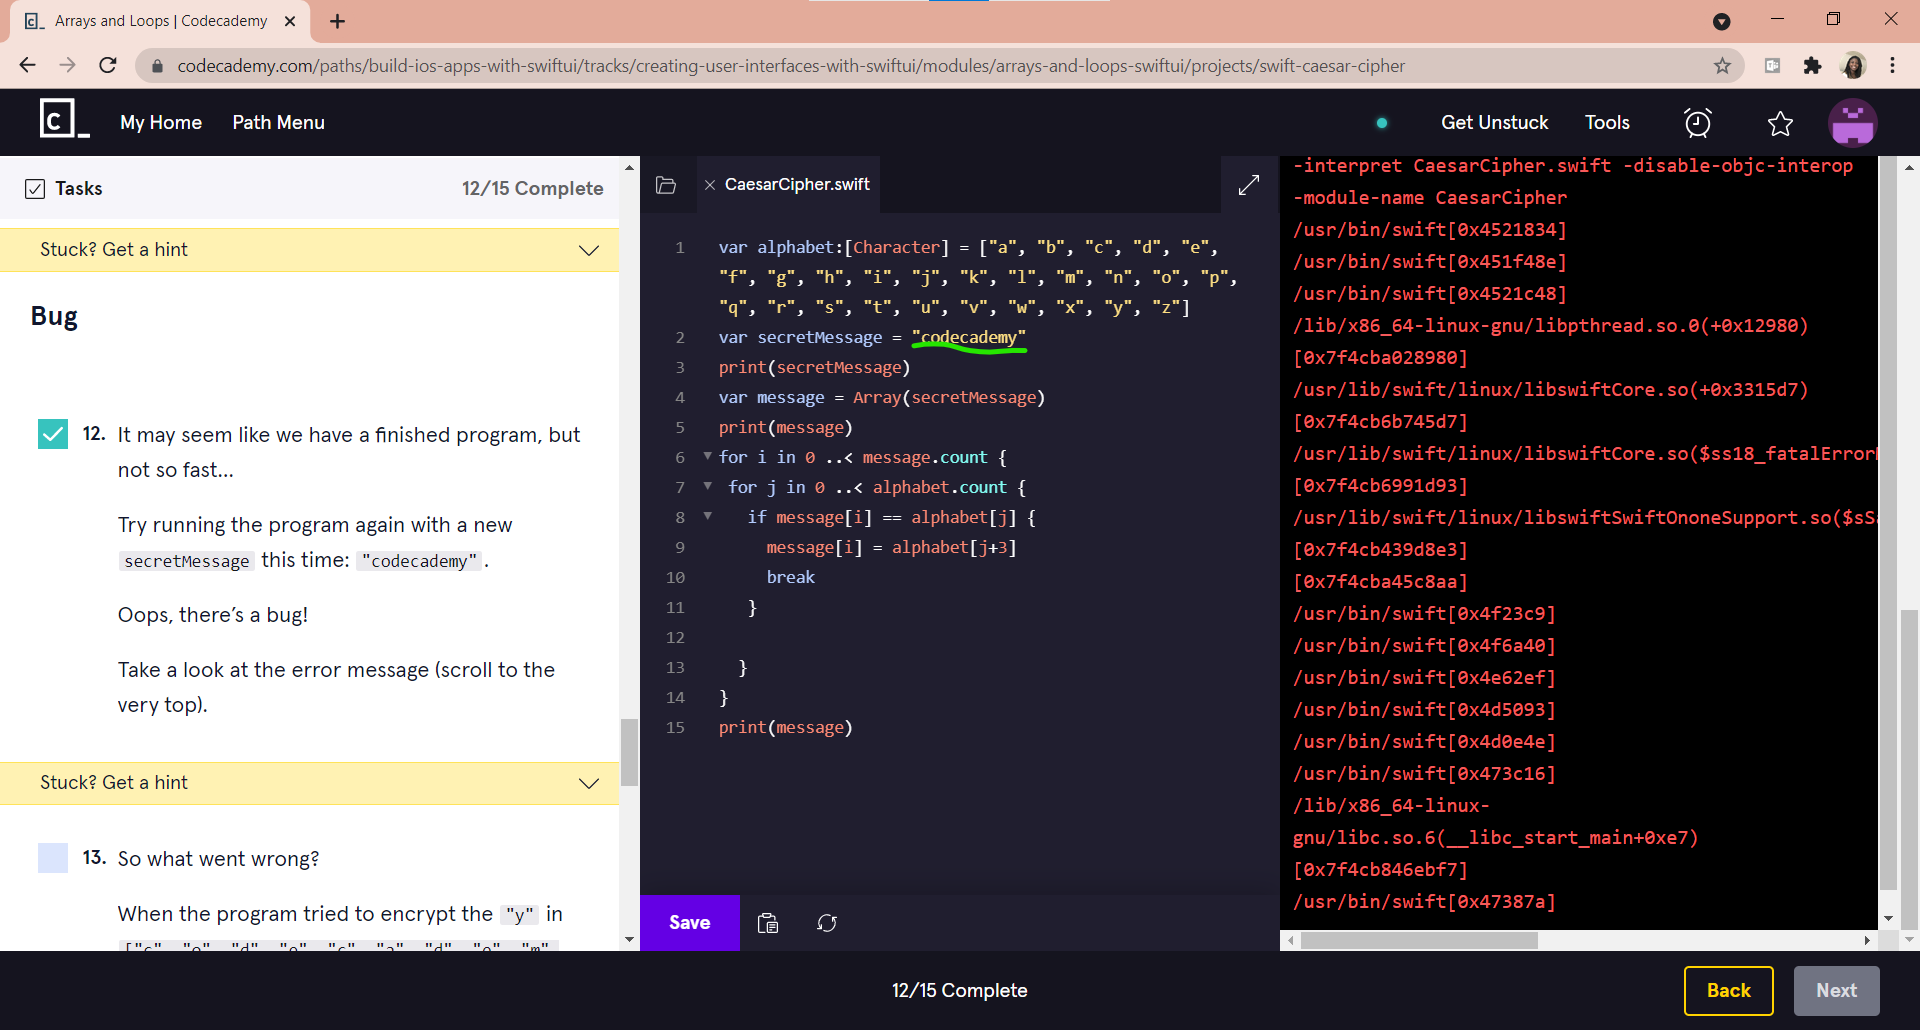 Arrays and Loops | Codecademy
codecademy.com/paths/build-ios-apps-with-swiftui/tracks/creating-user-interfaces-with-swiftui/modules/arrays-and-loops-swiftui/projects/swift-caesar-cipher
c_ My Home Path Menu Get Unstuck Tools
Tasks 12/15 Complete
Stuck? Get a hint
Bug
12. It may seem like we have a finished program, but
not so fast...
Try running the program again with a new
secretMessage this time: "codecademy".
Oops, there's a bug!
Take a look at the error message (scroll to the
very top).
Stuck? Get a hint
13. So what went wrong?
When the program tried to encrypt the "y" in
["c", "o", "d", "e", "c", "a", "d", "e", "m",
CaesarCipher.swift
1 var alphabet:[Character] = ["a", "b", "c", "d", "e",
"f", "g", "h", "i", "j", "k", "l", "m", "n", "o", "p",
"q", "r", "s", "t", "u", "v", "w", "x", "y", "z"]
2 var secretMessage = "codecademy"
3 print(secretMessage)
4 var message = Array(secretMessage)
5 print(message)
6 for i in 0 ..< message.count {
7 for j in 0 ..< alphabet.count {
8 if message[i] == alphabet[j] {
9 message[i] = alphabet[j+3]
10 break
11 }
12
13 }
14 }
15 print(message)
Save
-interpret CaesarCipher.swift -disable-objc-interop
-module-name CaesarCipher
/usr/bin/swift[0x4521834]
/usr/bin/swift[0x451f48e]
/usr/bin/swift[0x4521c48]
/lib/x86_64-linux-gnu/libpthread.so.0(+0x12980)
[0x7f4cba028980]
/usr/lib/swift/linux/libswiftCore.so(+0x3315d7)
[0x7f4cb6b745d7]
/usr/lib/swift/linux/libswiftCore.so($ss18_fatalError
[0x7f4cb6991d93]
/usr/lib/swift/linux/libswiftSwiftOnoneSupport.so($sS
[0x7f4cb439d8e3]
[0x7f4cba45c8aa]
/usr/bin/swift[0x4f23c9]
/usr/bin/swift[0x4f6a40]
/usr/bin/swift[0x4e62ef]
/usr/bin/swift[0x4d5093]
/usr/bin/swift[0x4d0e4e]
/usr/bin/swift[0x473c16]
/lib/x86_64-linux-
gnu/libc.so.6(__libc_start_main+0xe7)
[0x7f4cb846ebf7]
/usr/bin/swift[0x47387a]
12/15 Complete
Back Next